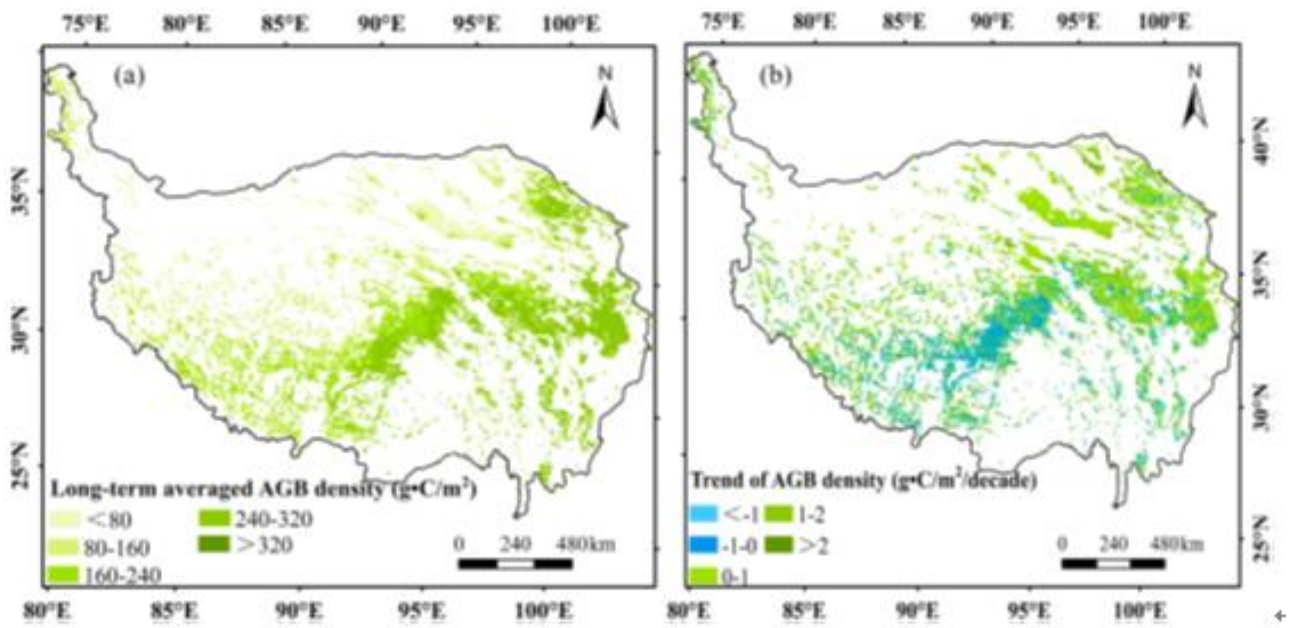 75°E 80°E 85°E 90°E 95°E 100°E
(a)
N
35°N
30°N
25°N
Long-term averaged AGB density (g•C/m²)
<80
80-160
160-240
240-320
>320
0 240 480km
80°E 85°E 90°E 95°E 100°E
75°E 80°E 85°E 90°E 95°E 100°E
(b)
N
40°N
35°N
30°N
25°N
Trend of AGB density (g•C/m²/decade)
<-1
-1-0
0-1
1-2
>2
0 240 480km
80°E 85°E 90°E 95°E 100°E